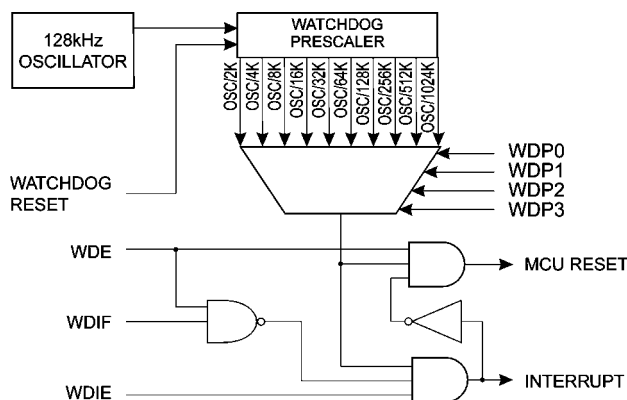 128kHz
OSCILLATOR
WATCHDOG
PRESCALER
OSC/2K
OSC/4K
OSC/8K
OSC/16K
OSC/32K
OSC/64K
OSC/128K
OSC/256K
OSC/512K
OSC/1024K
WATCHDOG
RESET
WDP0
WDP1
WDP2
WDP3
WDE
MCU RESET
WDIF
INTERRUPT
WDIE